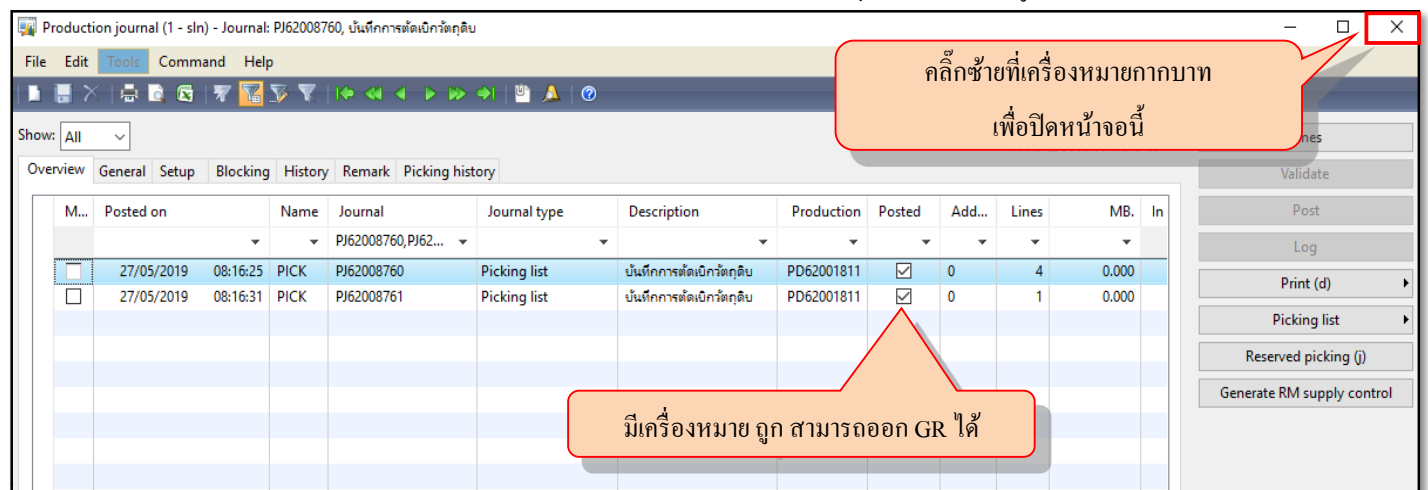 Production journal (1 - sln) - Journal: PJ62008760, บันทึกการตัดเบิกวัตถุดิบ
File Edit Tools Command Help
คลิ๊กซ้ายที่เครื่องหมายกากบาท
เพื่อปิดหน้าจอนี้
Show: All
Overview General Setup Blocking History Remark Picking history
Validate
M... Posted on Name Journal Journal type Description Production Posted Add... Lines MB. In
Post
PJ62008760,PJ62...
Log
27/05/2019 08:16:25 PICK PJ62008760 Picking list บันทึกการตัดเบิกวัตถุดิบ PD62001811 0 4 0.000
Print (d)
27/05/2019 08:16:31 PICK PJ62008761 Picking list บันทึกการตัดเบิกวัตถุดิบ PD62001811 0 1 0.000
Picking list
Reserved picking (j)
Generate RM supply control
มีเครื่องหมาย ถูก สามารถออก GR ได้